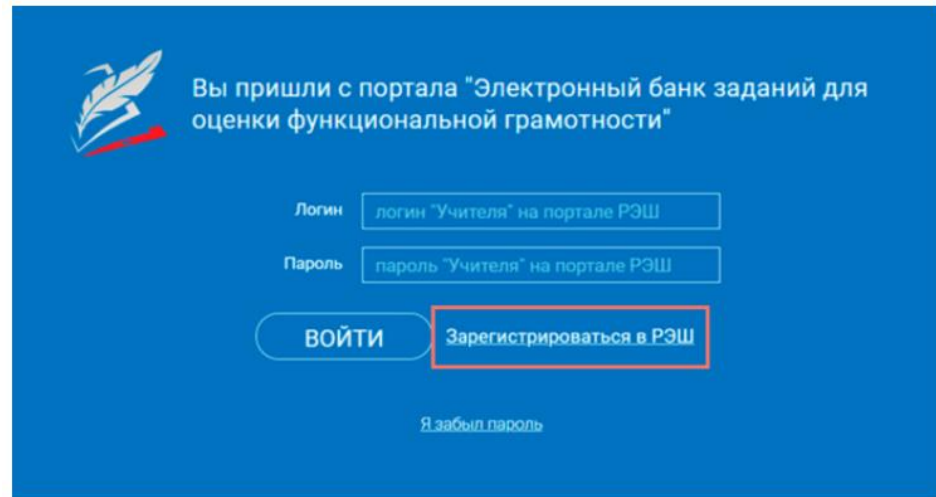 Вы пришли с портала "Электронный банк заданий для
оценки функциональной грамотности"
Логин
логин "Учителя" на портале РЭШ
Пароль
пароль "Учителя" на портале РЭШ
ВОЙТИ
Зарегистрироваться в РЭШ
Я забыл пароль